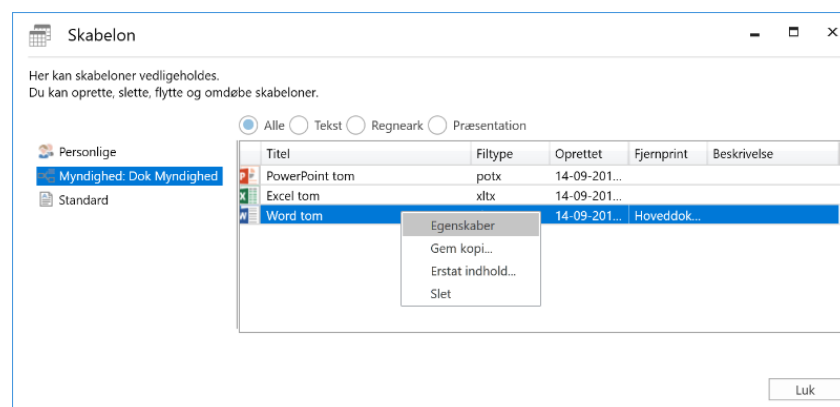 Skabelon
Her kan skabeloner vedligeholdes.
Du kan oprette, slette, flytte og omdøbe skabeloner.
Alle Tekst Regneark Præsentation
Personlige
Myndighed: Dok Myndighed
Standard
Titel Filtype Oprettet Fjernprint Beskrivelse
PowerPoint tom potx 14-09-201...
Excel tom xltx 14-09-201...
Word tom 14-09-201... Hoveddok...
Egenskaber
Gem kopi...
Erstat indhold...
Slet
Luk